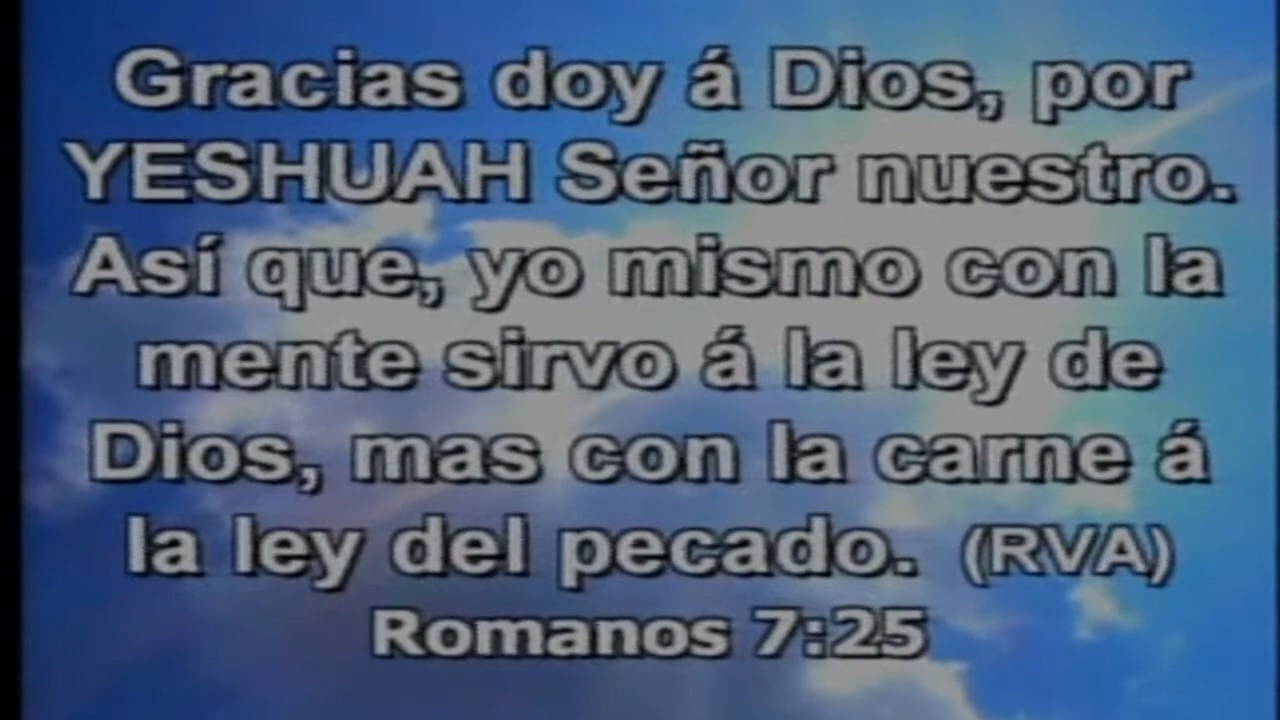 Gracias doy á Dios, por
YESHUAH Señor nuestro.
Así que, yo mismo con la
mente sirvo á la ley de
Dios, mas con la carne á
la ley del pecado. (RVA)
Romanos 7:25